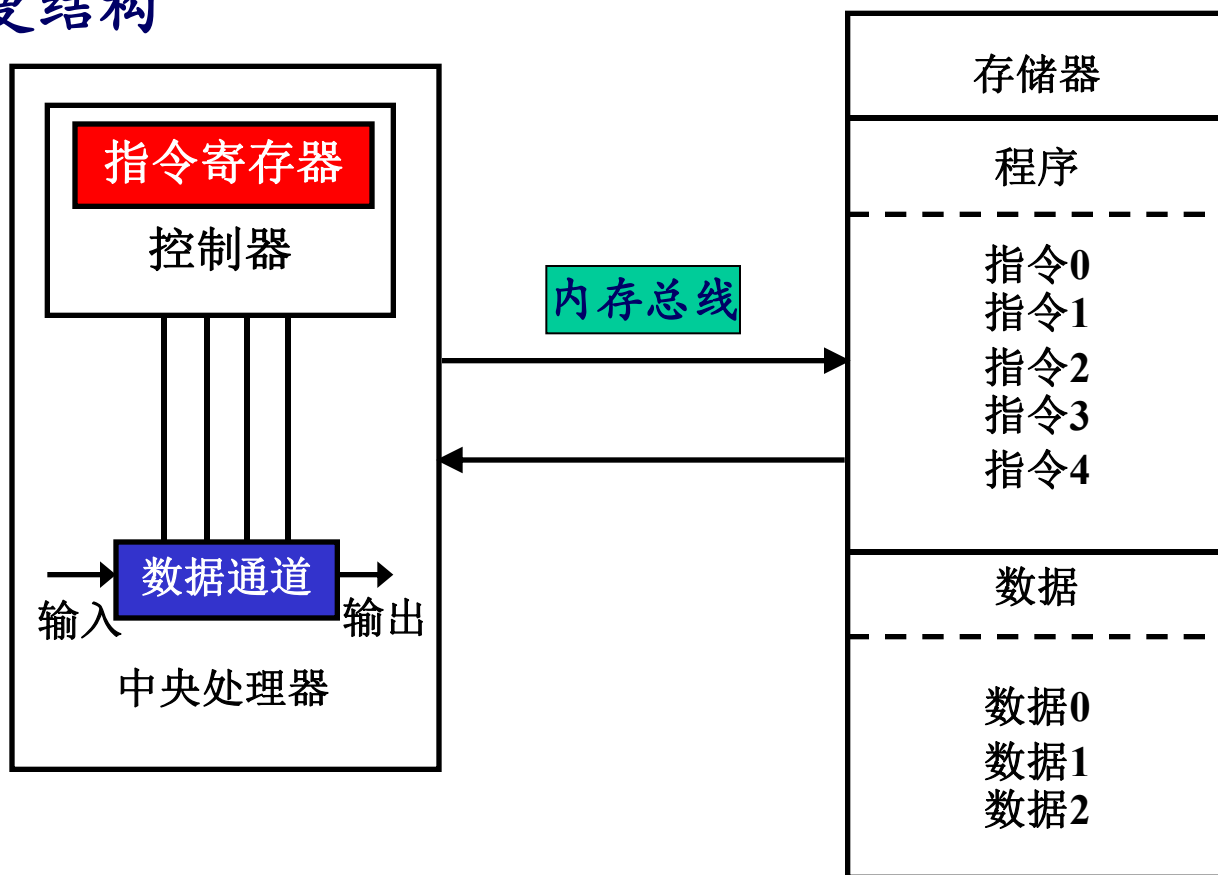 结构
指令寄存器
控制器
数据通道
输入
输出
中央处理器
内存总线
存储器
程序
指令0
指令1
指令2
指令3
指令4
数据
数据0
数据1
数据2